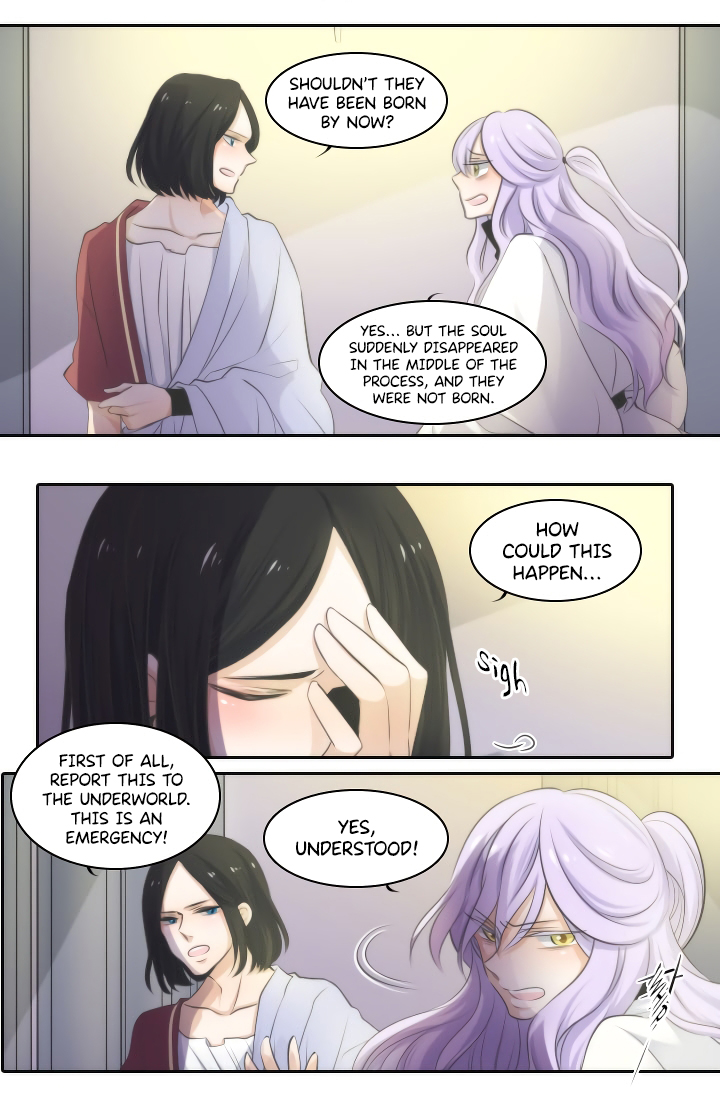 SHOULDN'T THEY
HAVE BEEN BORN
BY NOW?
YES... BUT THE SOUL
SUDDENLY DISAPPEARED
IN THE MIDDLE OF THE
PROCESS, AND THEY
WERE NOT BORN.
HOW
COULD THIS
HAPPEN...
sigh
FIRST OF ALL,
REPORT THIS TO
THE UNDERWORLD.
THIS IS AN
EMERGENCY!
YES,
UNDERSTOOD!